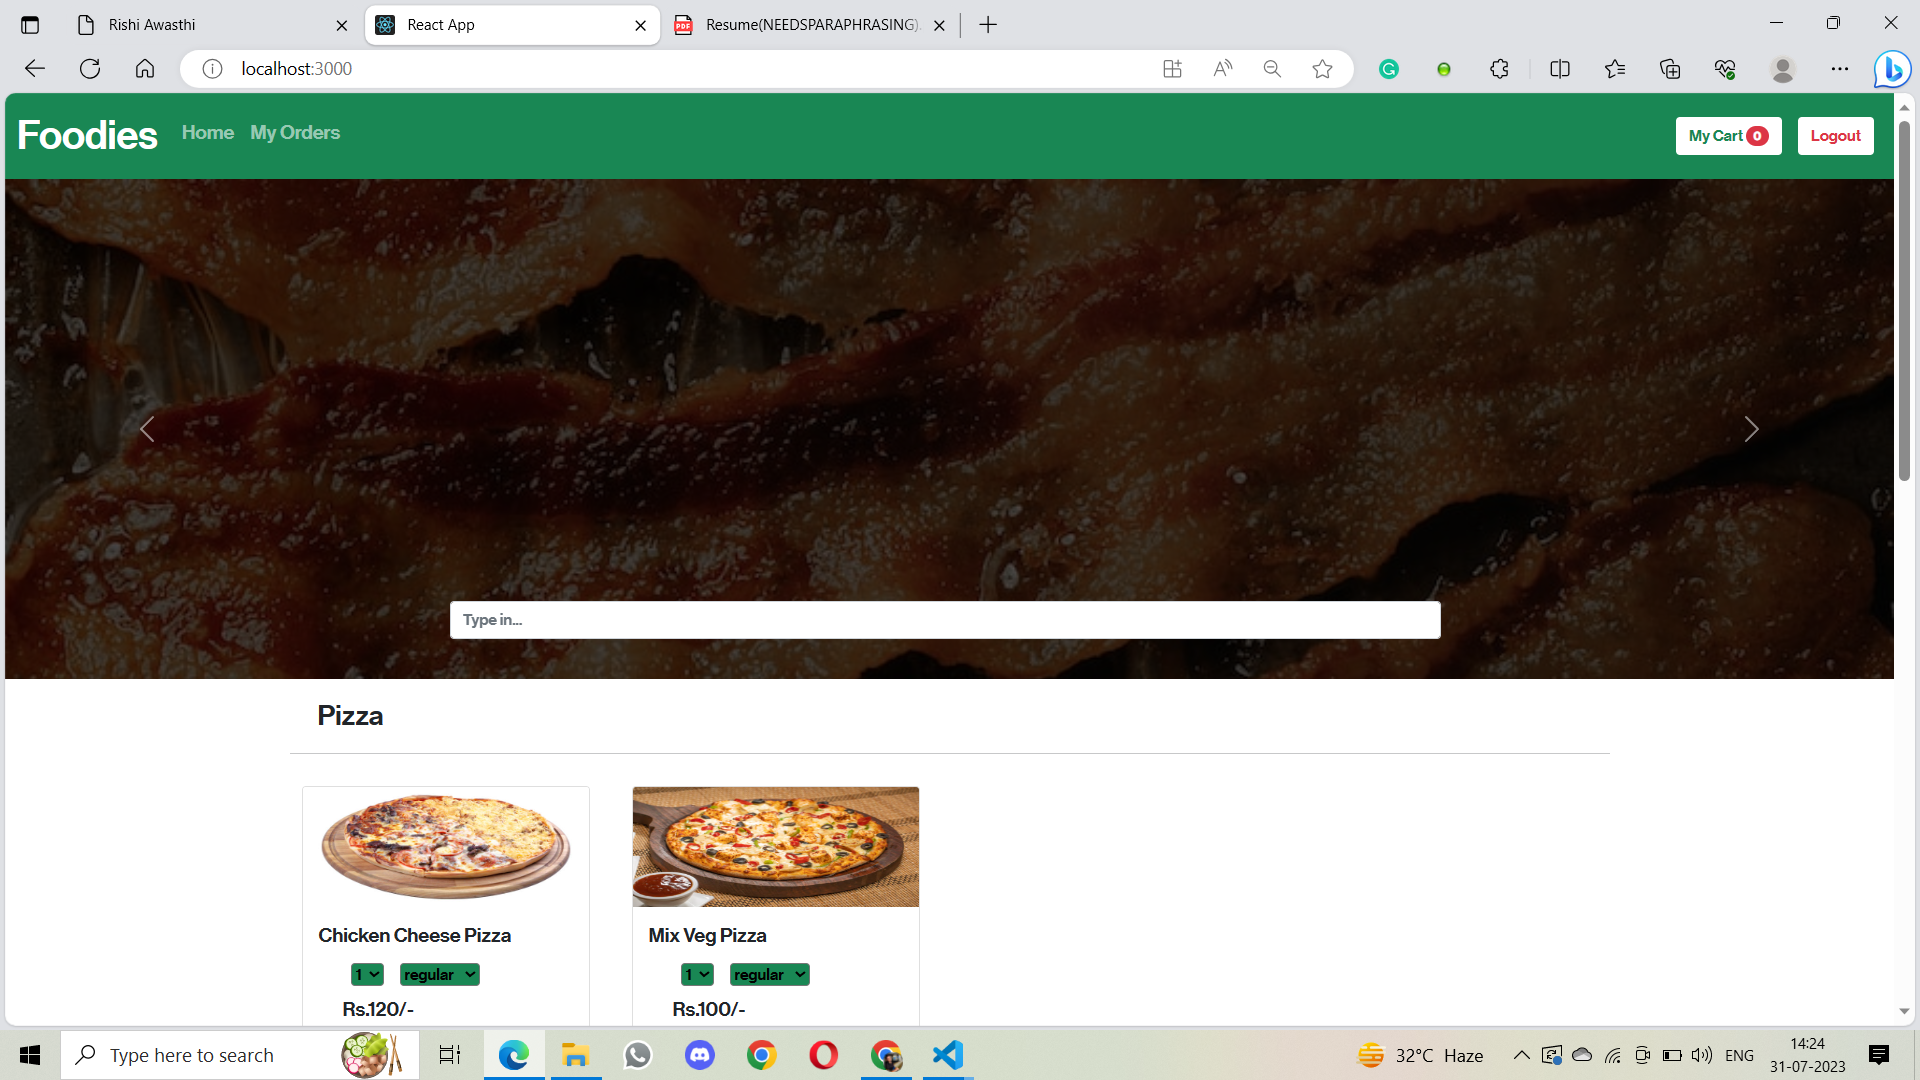 Rishi Awasthi
React App
Resume(NEEDSPARAPHRASING).
localhost:3000
Foodies Home My Orders
My Cart 0 Logout
Type in...
Pizza
Chicken Cheese Pizza
1 regular
Rs.120/-
Mix Veg Pizza
1 regular
Rs.100/-
Type here to search
32°C Haze
ENG
14:24
31-07-2023